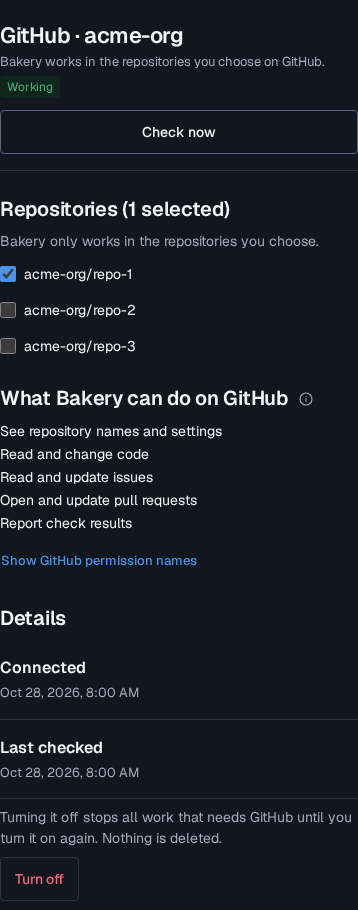 GitHub · acme-org
Bakery works in the repositories you choose on GitHub.
Working
Check now
Repositories (1 selected)
Bakery only works in the repositories you choose.
acme-org/repo-1
acme-org/repo-2
acme-org/repo-3
What Bakery can do on GitHub
See repository names and settings
Read and change code
Read and update issues
Open and update pull requests
Report check results
Show GitHub permission names
Details
Connected
Oct 28, 2026, 8:00 AM
Last checked
Oct 28, 2026, 8:00 AM
Turning it off stops all work that needs GitHub until you
turn it on again. Nothing is deleted.
Turn off